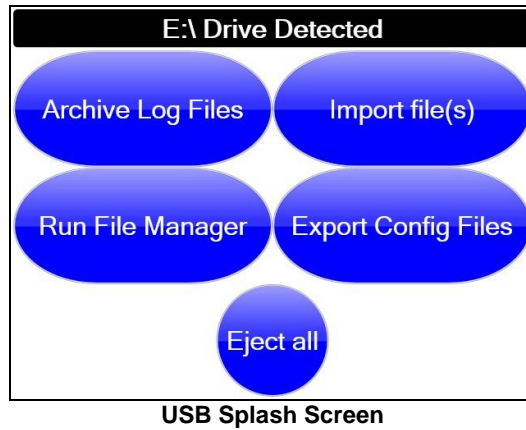 E:\ Drive Detected
Archive Log Files
Import file(s)
Run File Manager
Export Config Files
Eject all
USB Splash Screen